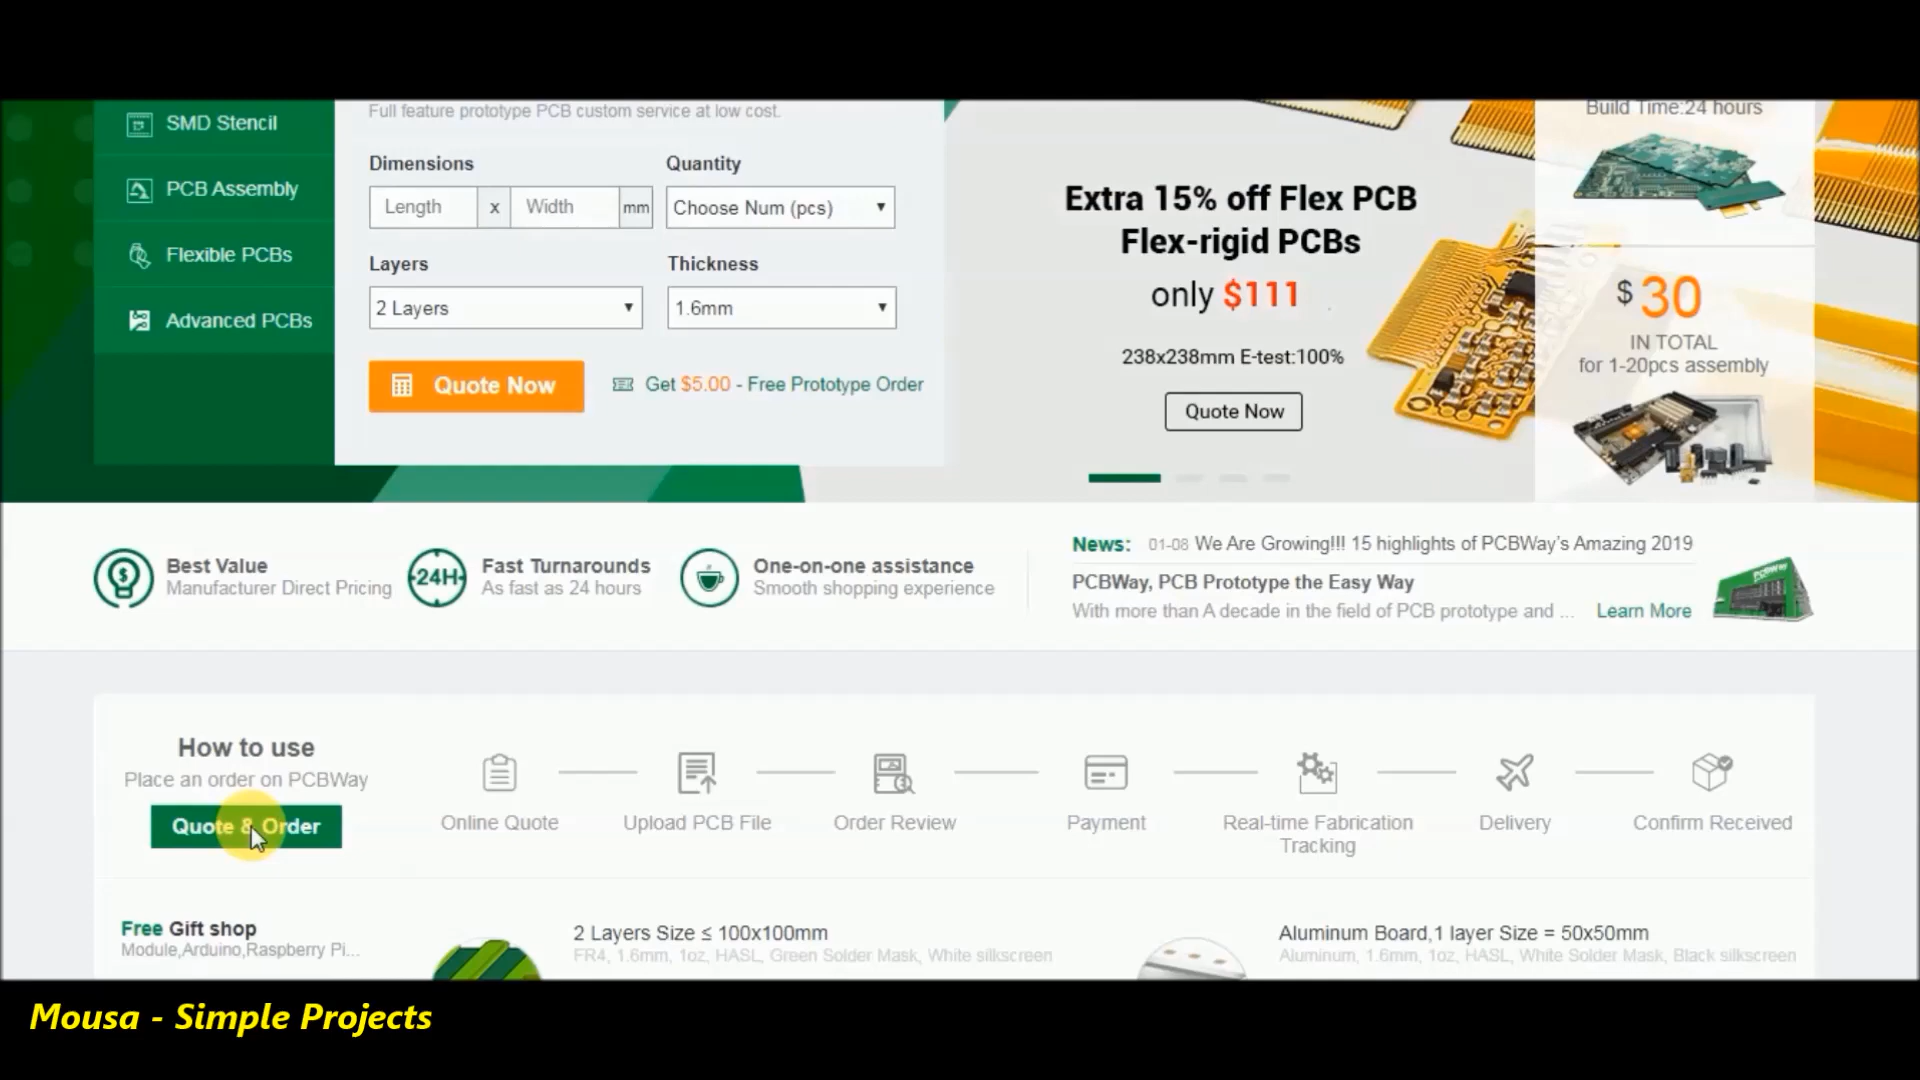 SMD Stencil
PCB Assembly
Flexible PCBs
Advanced PCBs
Full feature prototype PCB custom service at low cost.
Dimensions
Quantity
Length x Width mm
Choose Num (pcs)
Layers
Thickness
2 Layers
1.6mm
Quote Now
Get $5.00 - Free Prototype Order
Extra 15% off Flex PCB
Flex-rigid PCBs
only $111
238x238mm E-test:100%
Quote Now
Build Time:24 hours
$30
IN TOTAL
for 1-20pcs assembly
Best Value
Manufacturer Direct Pricing
24H
Fast Turnarounds
As fast as 24 hours
One-on-one assistance
Smooth shopping experience
News: 01-08 We Are Growing!!! 15 highlights of PCBWay's Amazing 2019
PCBWay, PCB Prototype the Easy Way
With more than A decade in the field of PCB prototype and ... Learn More
PCBWay
How to use
Place an order on PCBWay
Quote & Order
Online Quote
Upload PCB File
Order Review
Payment
Real-time Fabrication
Tracking
Delivery
Confirm Received
Free Gift shop
Module,Arduino,Raspberry Pi...
2 Layers Size ≤ 100x100mm
FR4, 1.6mm, 1oz, HASL, Green Solder Mask, White silkscreen
Aluminum Board,1 layer Size = 50x50mm
Aluminum, 1.6mm, 1oz, HASL, White Solder Mask, Black silkscreen
Mousa - Simple Projects